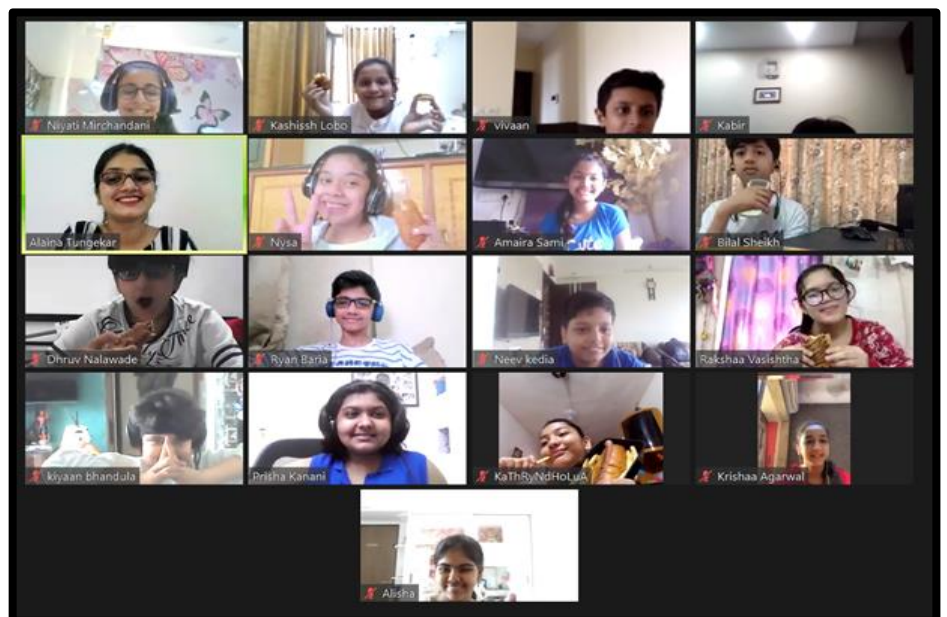 Niyati Mirchandani
Kashissh Lobo
vivaan
Kabir
Alaina Tungekar
Nysa
Amaira Sami
Bilal Sheikh
Dhruv Nalawade
Ryan Baria
Neev kedia
Rakshaa Vasishtha
kiyaan bhandula
Prisha Kanani
KaThRyNdHoLuA
Krishaa Agarwal
Alisha